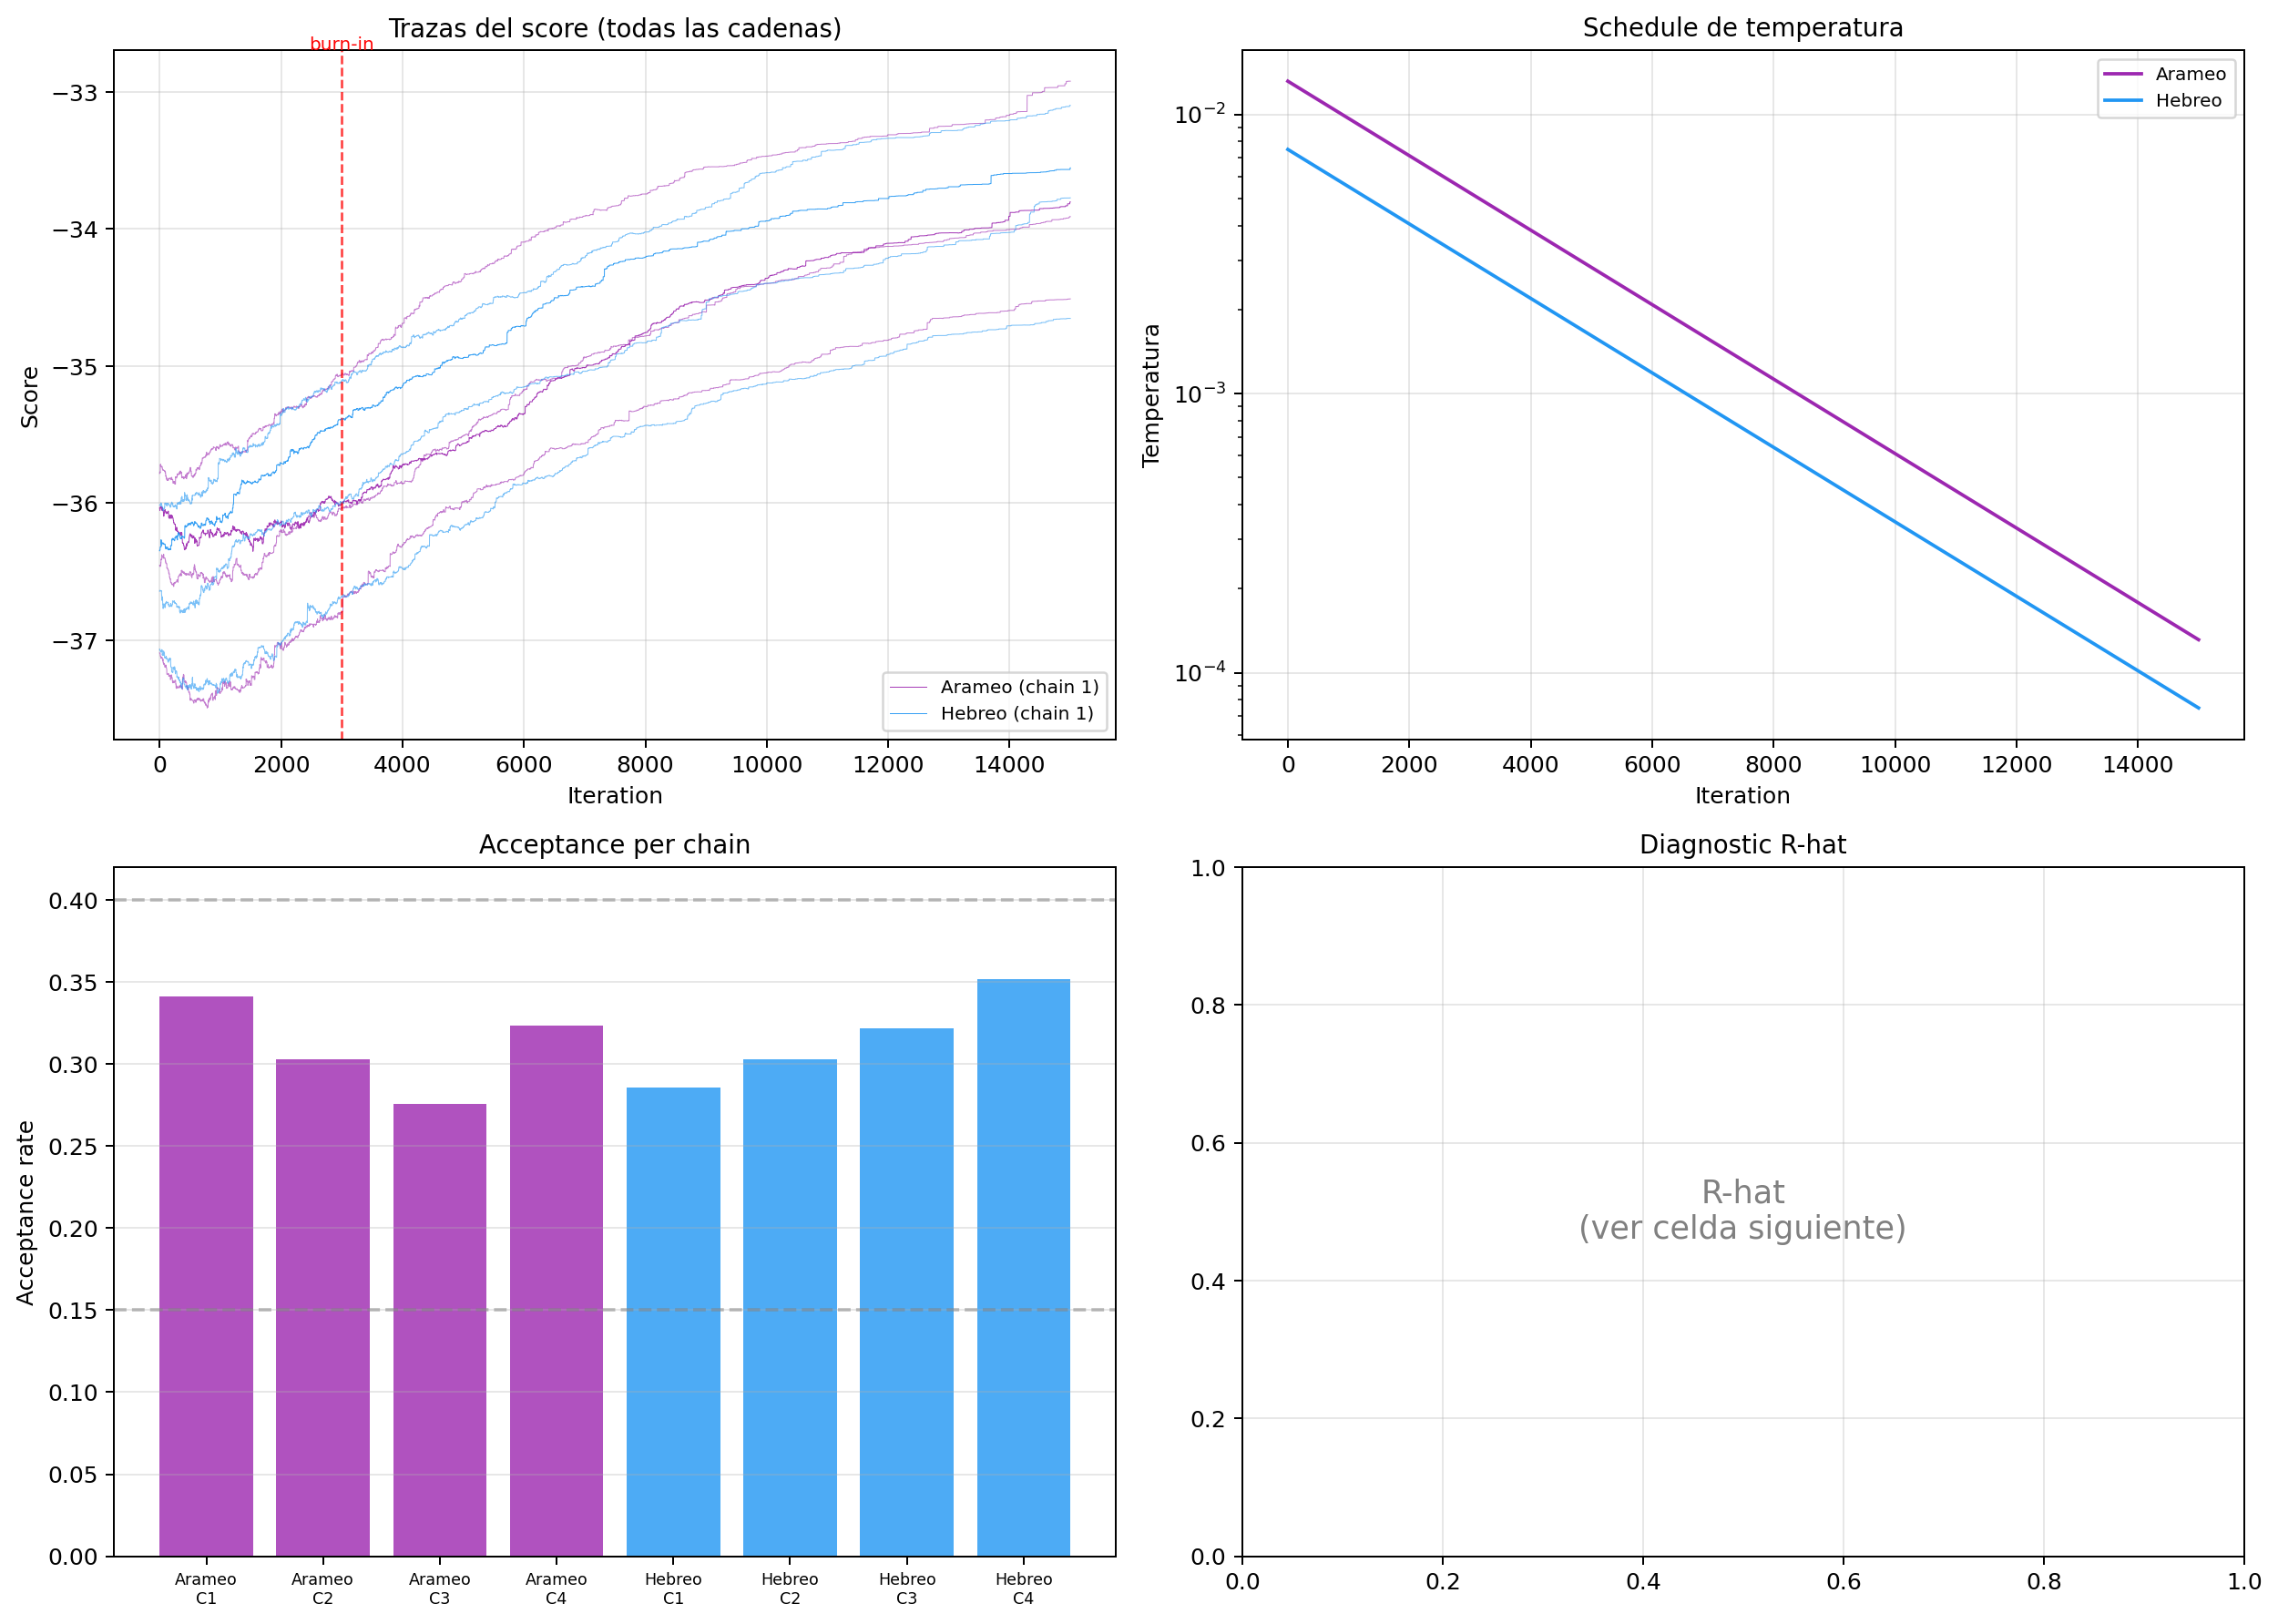 Trazas del score (todas las cadenas)
burn-in
−33
−34
−35
−36
−37
Score
0 2000 4000 6000 8000 10000 12000 14000
Iteration
Arameo (chain 1)
Hebreo (chain 1)
Schedule de temperatura
Arameo
Hebreo
10−2
10−3
10−4
Temperatura
0 2000 4000 6000 8000 10000 12000 14000
Iteration
Acceptance per chain
0.40
0.35
0.30
0.25
0.20
0.15
0.10
0.05
0.00
Acceptance rate
Arameo Arameo Arameo Arameo Hebreo Hebreo Hebreo Hebreo
C1 C2 C3 C4 C1 C2 C3 C4
Diagnostic R-hat
1.0
0.8
0.6
0.4
0.2
0.0
R-hat
(ver celda siguiente)
0.0 0.2 0.4 0.6 0.8 1.0